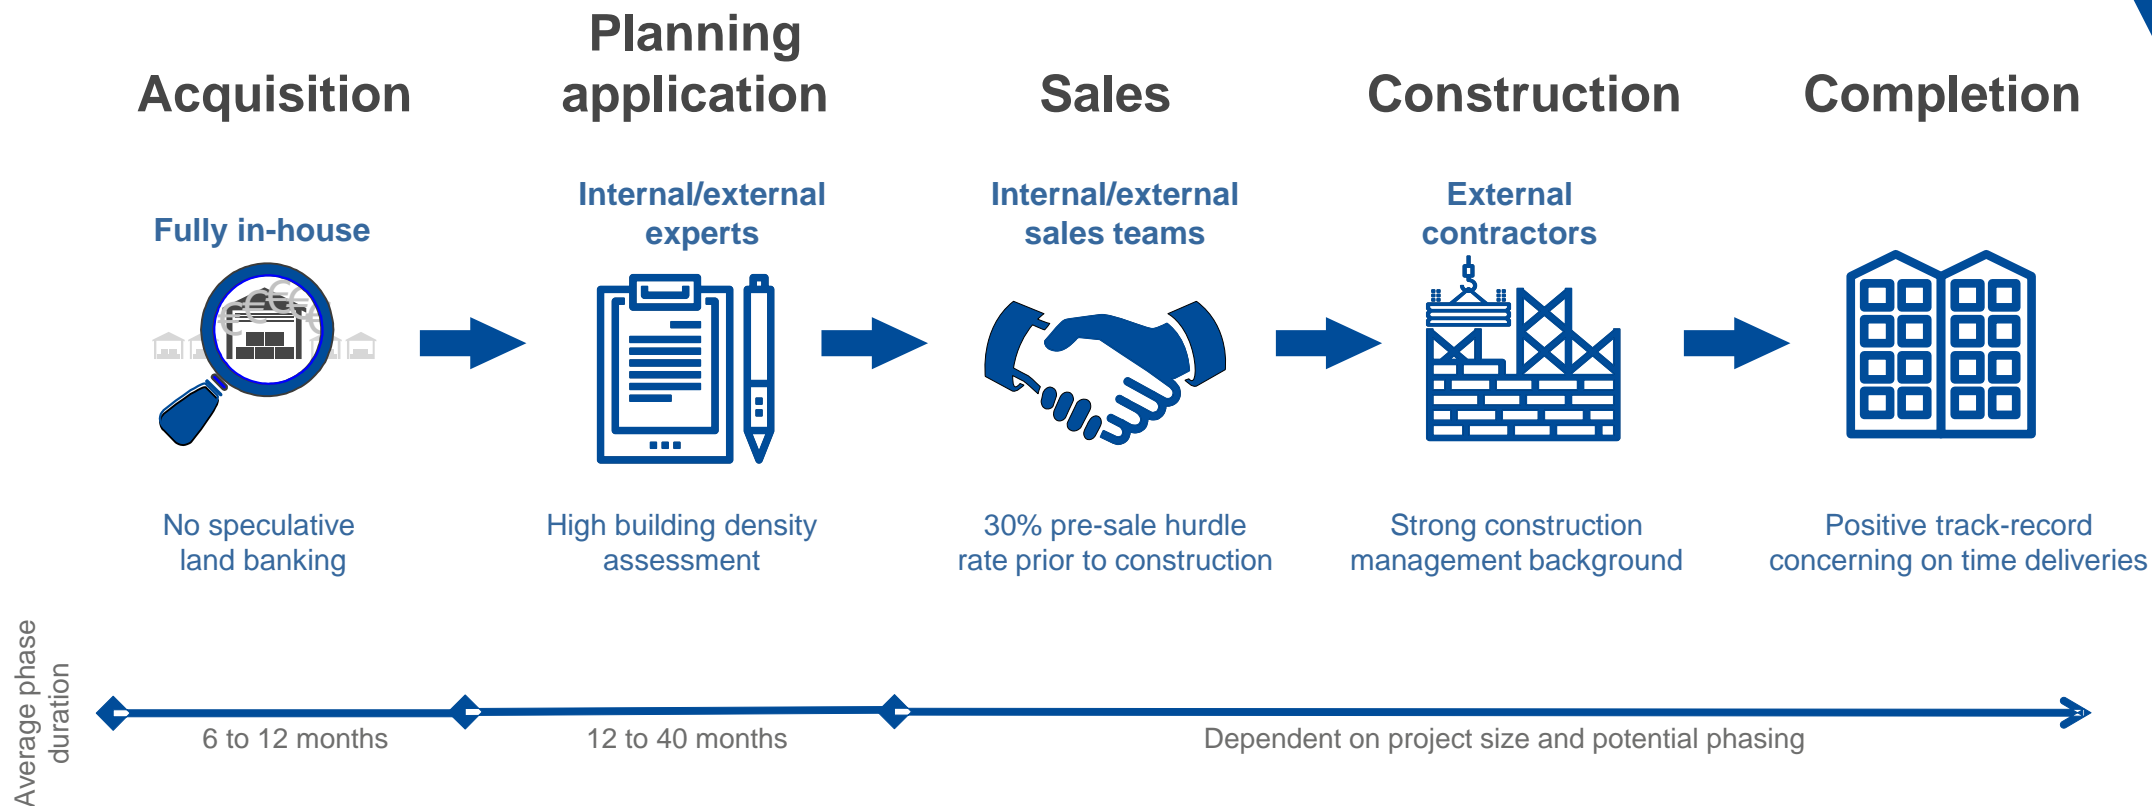 Acquisition
Planning
application
Sales
Construction
Completion
Fully in-house
Internal/external
experts
Internal/external
sales teams
External
contractors
No speculative
land banking
High building density
assessment
30% pre-sale hurdle
rate prior to construction
Strong construction
management background
Positive track-record
concerning on time deliveries
Average phase
duration
6 to 12 months
12 to 40 months
Dependent on project size and potential phasing